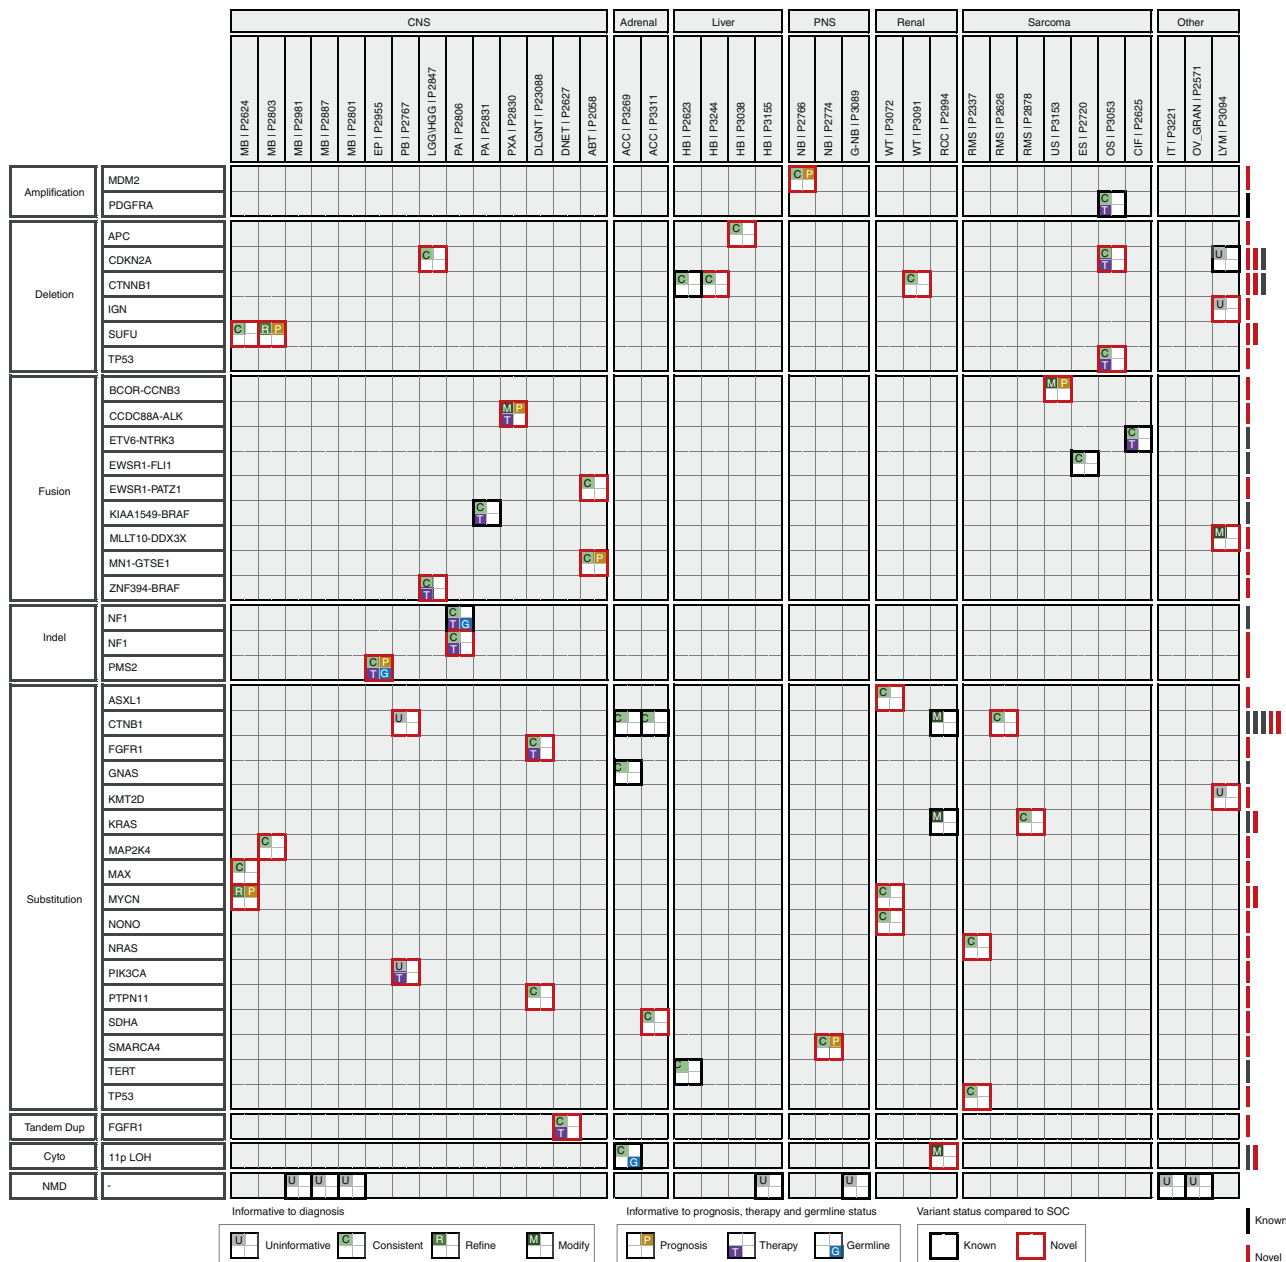 CNS Adrenal Liver PNS Renal Sarcoma Other
MB | P2624
MB | P2803
MB | P2981
MB | P2887
MB | P2801
EP | P2955
PB | P2767
LGG\HGG | P2847
PA | P2806
PA | P2831
PXA | P2830
DLGNT | P23088
DNET | P2627
ABT | P2058
ACC | P3269
ACC | P3311
HB | P2623
HB | P3244
HB | P3038
HB | P3155
NB | P2766
NB | P2774
G-NB | P3089
WT | P3072
WT | P3091
RCC | P2994
RMS | P2337
RMS | P2626
RMS | P2878
US | P3153
ES | P2720
OS | P3053
CIF | P2625
IT | P3221
OV_GRAN | P2571
LYM | P3094
Amplification
MDM2 C P
PDGFRA C T
Deletion
APC C
CDKN2A C C T U
CTNNB1 C C C
IGN U
SUFU C R P
TP53 C T
Fusion
BCOR-CCNB3 M P
CCDC88A-ALK M P T
ETV6-NTRK3 C T
EWSR1-FLI1 C
EWSR1-PATZ1 C
KIAA1549-BRAF C T
MLLT10-DDX3X M
MN1-GTSE1 C P
ZNF394-BRAF C T
Indel
NF1 C T G
NF1 C T
PMS2 C P T G
Substitution
ASXL1 C
CTNB1 U C C M C
FGFR1 C T
GNAS C
KMT2D U
KRAS M C
MAP2K4 C
MAX C
MYCN R P C
NONO C
NRAS C
PIK3CA U T
PTPN11 C
SDHA C
SMARCA4 C P
TERT C
TP53 C
Tandem Dup FGFR1 C T
Cyto 11p LOH C G M
NMD - U U U U U U U
Informative to diagnosis
U Uninformative C Consistent R Refine M Modify
Informative to prognosis, therapy and germline status
P Prognosis T Therapy G Germline
Variant status compared to SOC
Known Novel
Known
Novel